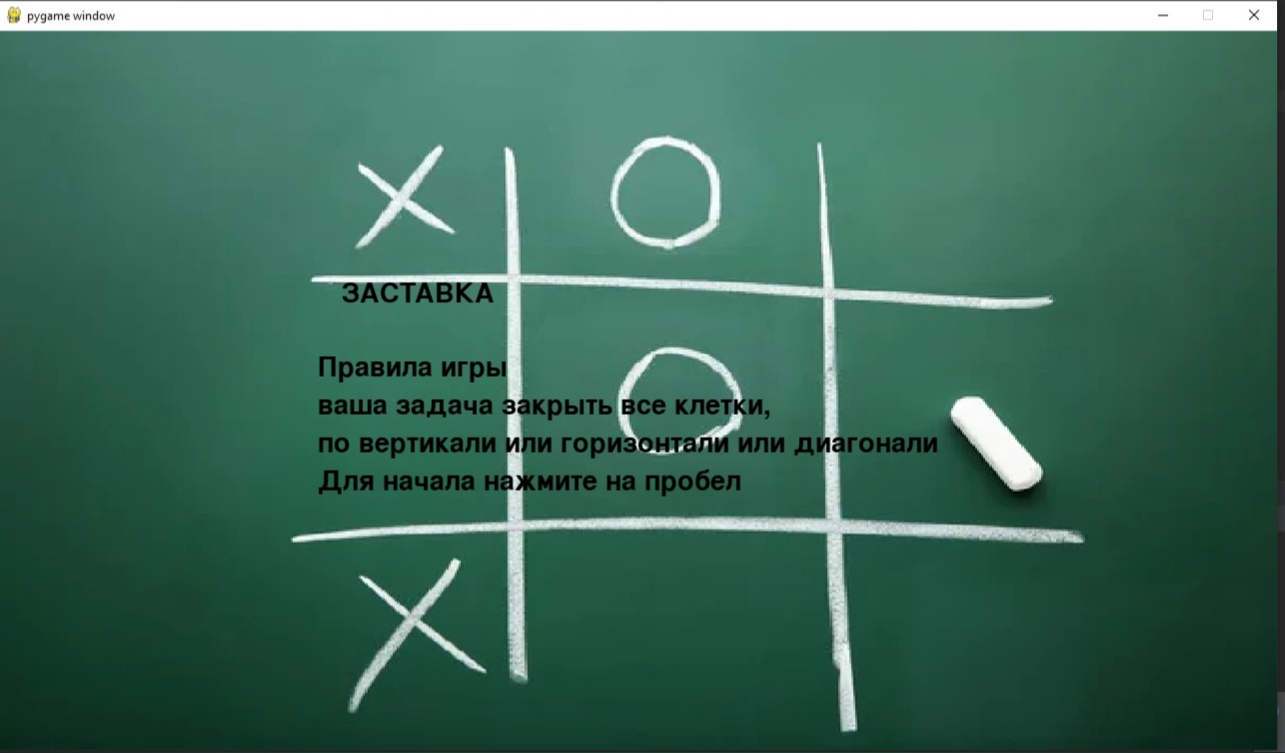 pygame window
ЗАСТАВКА
Правила игры
ваша задача закрыть все клетки,
по вертикали или горизонтали или диагонали
Для начала нажмите на пробел